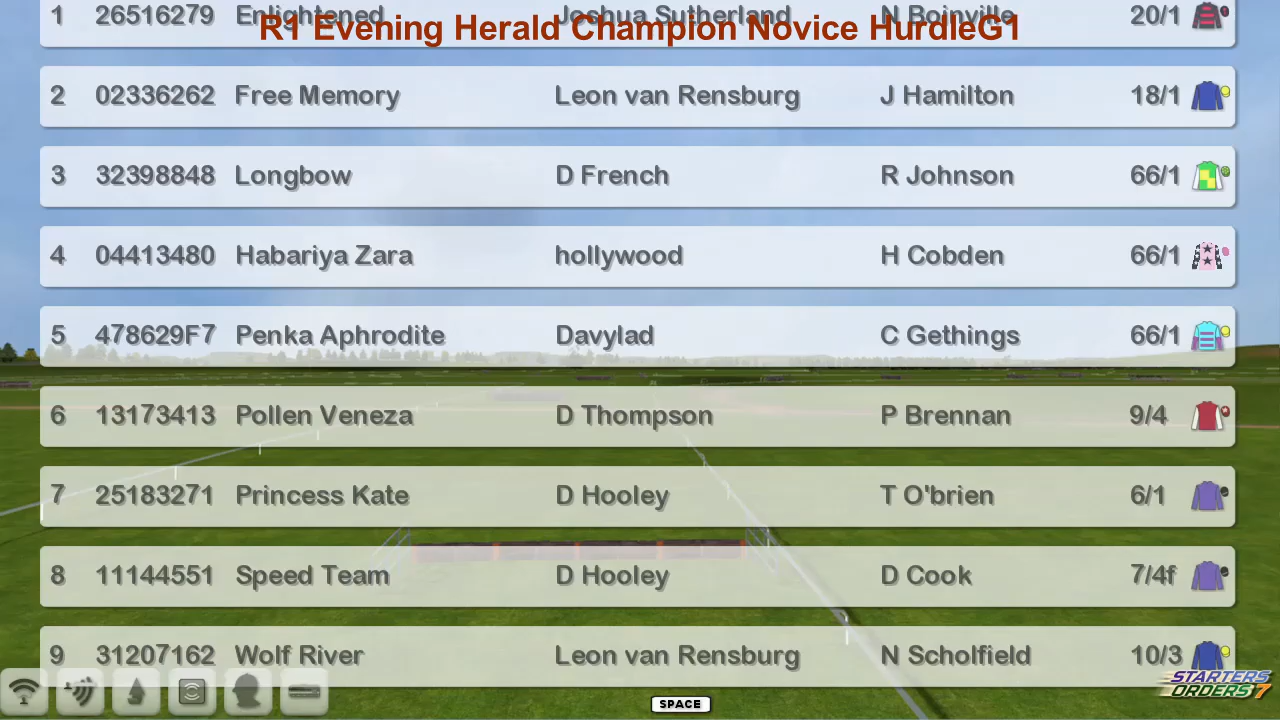 1 26516279 Enlightened Joshua Sutherland N Boinville 20/1
R1 Evening Herald Champion Novice HurdleG1
2 02336262 Free Memory Leon van Rensburg J Hamilton 18/1
3 32398848 Longbow D French R Johnson 66/1
4 04413480 Habariya Zara hollywood H Cobden 66/1
5 478629F7 Penka Aphrodite Davylad C Gethings 66/1
6 13173413 Pollen Veneza D Thompson P Brennan 9/4
7 25183271 Princess Kate D Hooley T O'brien 6/1
8 11144551 Speed Team D Hooley D Cook 7/4f
9 31207162 Wolf River Leon van Rensburg N Scholfield 10/3
STARTERS
ORDERS 7
SPACE